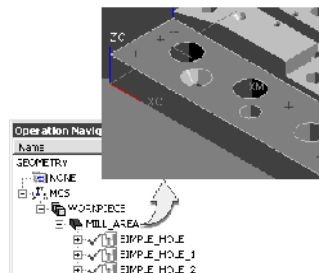 ZC
XM
XC
Operation Navig
Name
GEOMETRY
NONE
MCS
WORKPIECE
MILL_AREA
SIMPLE_HOLE
SIMPLE_HOLE_1
SIMPLE_HOLE_2